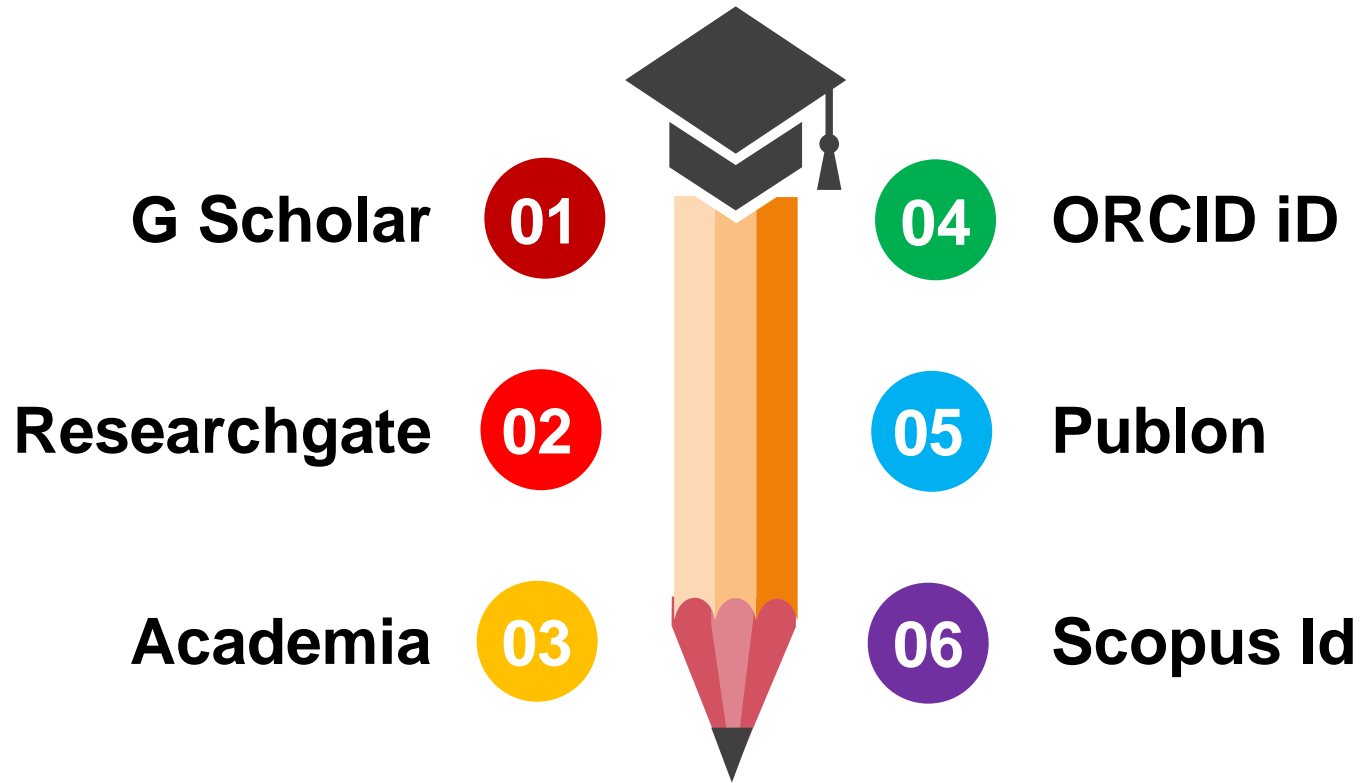 G Scholar 01
Researchgate 02
Academia 03
04 ORCID iD
05 Publon
06 Scopus Id